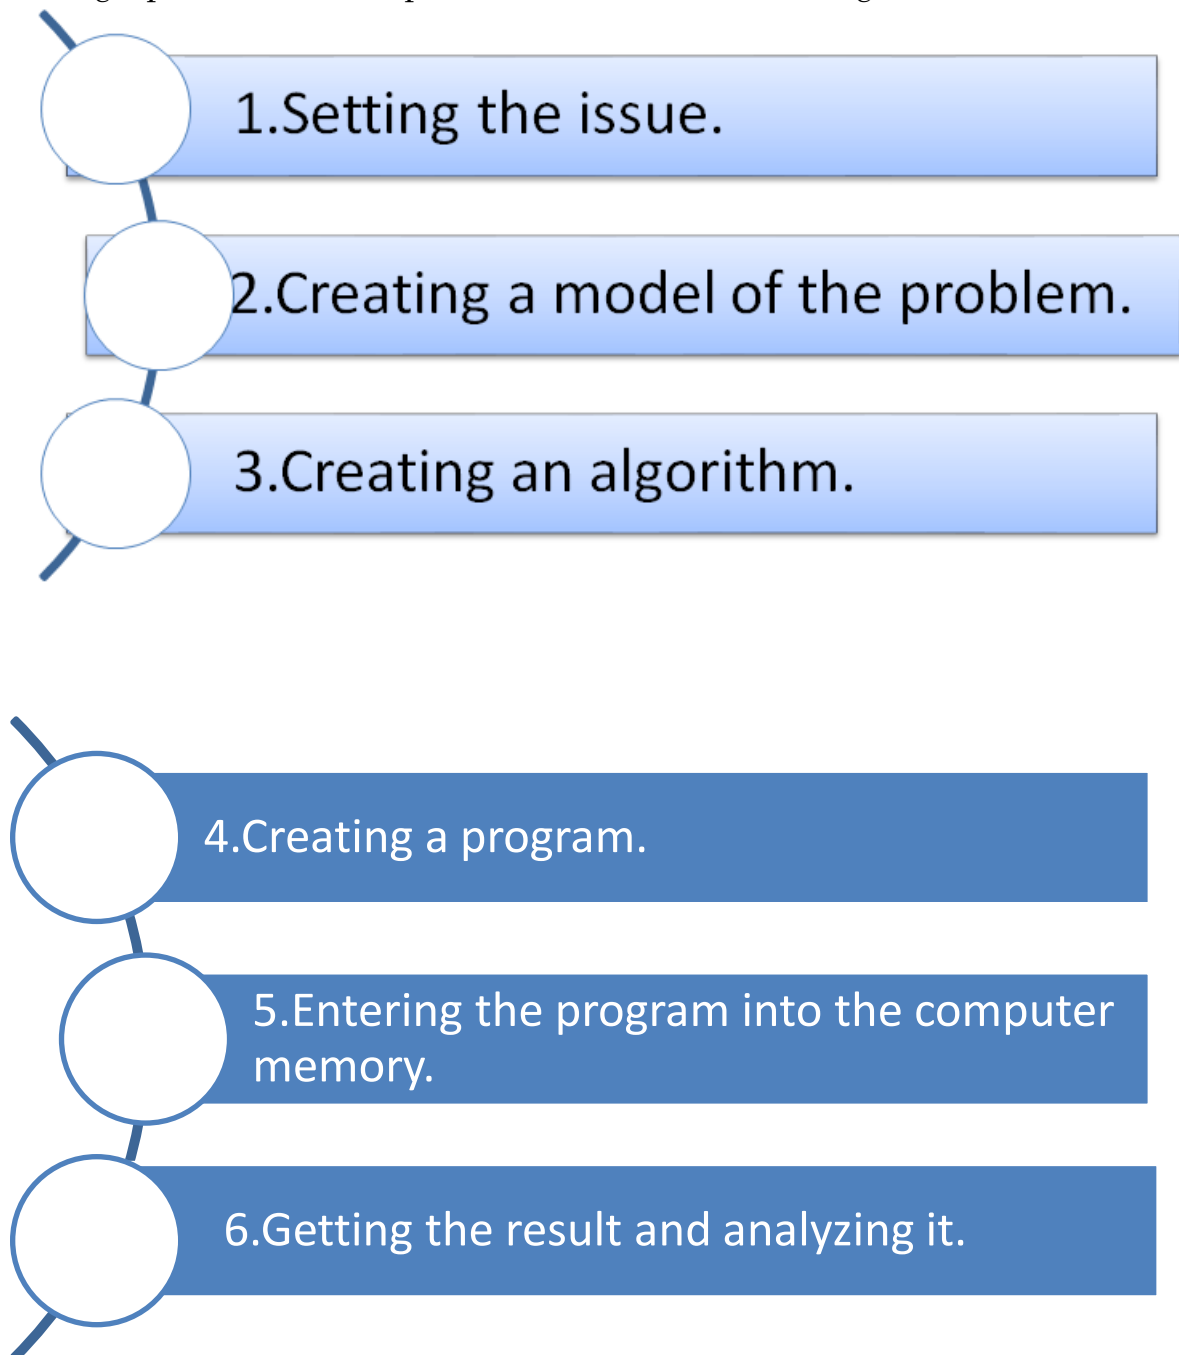 1.Setting the issue.
2.Creating a model of the problem.
3.Creating an algorithm.
4.Creating a program.
5.Entering the program into the computer
memory.
6.Getting the result and analyzing it.